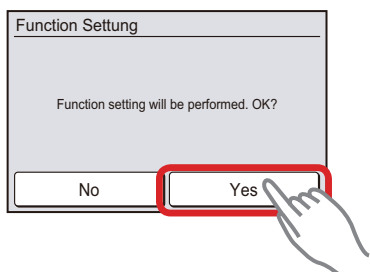 Function Settung
Function setting will be performed. OK?
No
Yes